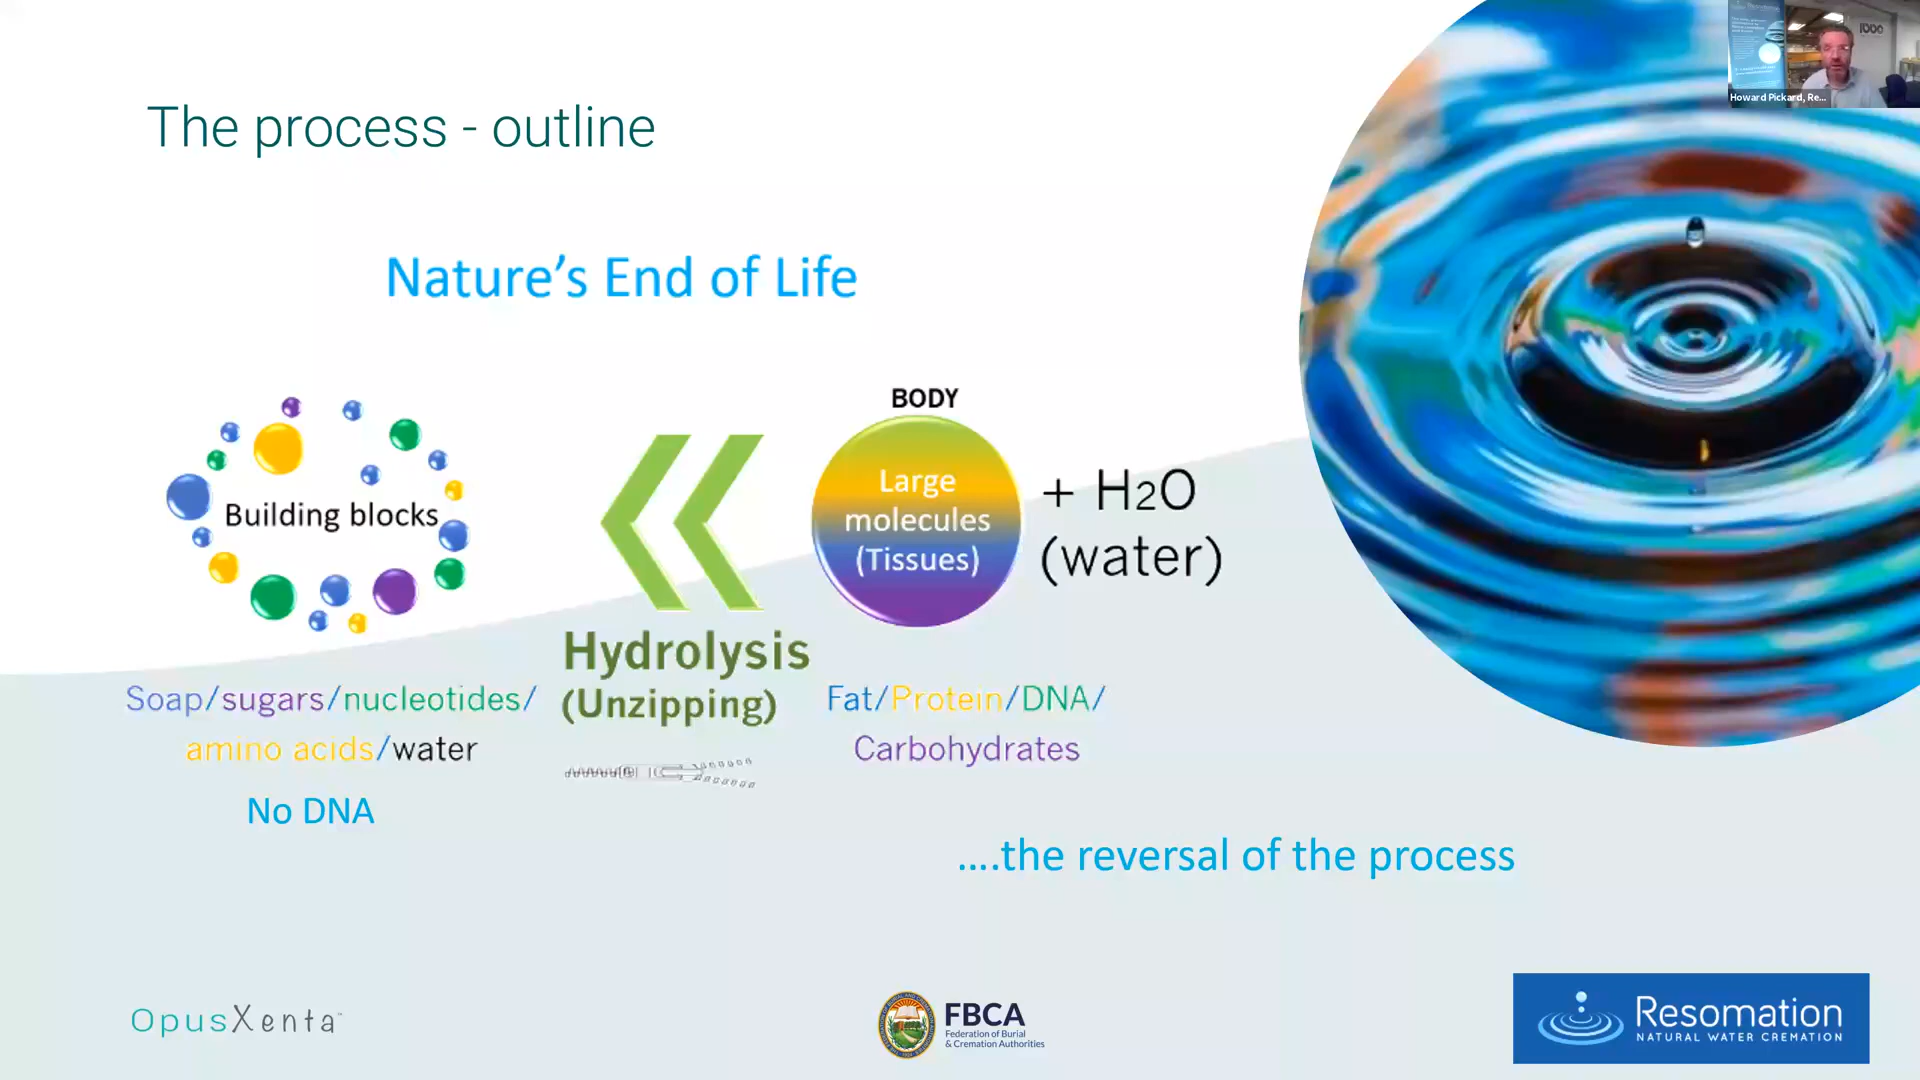 The process - outline
Howard Pickard, Re...
Nature's End of Life
BODY
Large
molecules
(Tissues)
+ H2O
(water)
Building blocks
Hydrolysis
(Unzipping)
Soap/sugars/nucleotides/
amino acids/water
No DNA
Fat/Protein/DNA/
Carbohydrates
....the reversal of the process
OpusXenta™
FBCA
Federation of Burial
& Cremation Authorities
Resomation
NATURAL WATER CREMATION